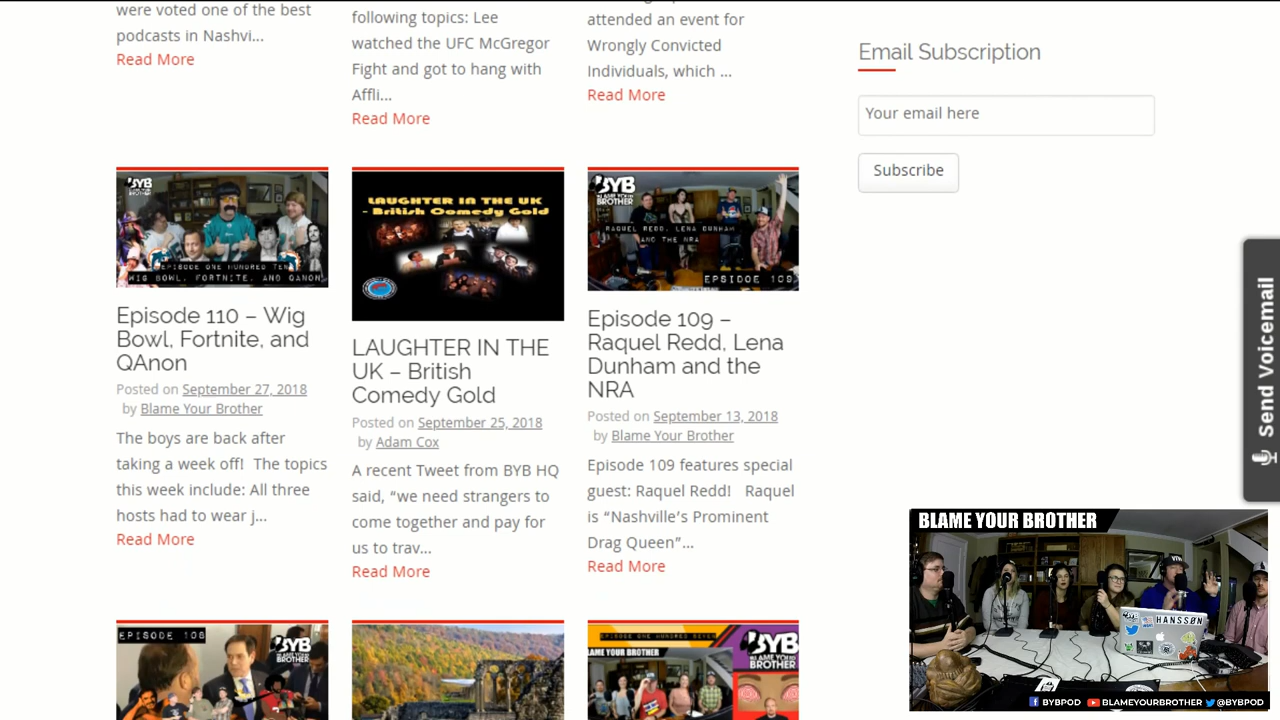 were voted one of the best
podcasts in Nashvi...
Read More
following topics: Lee
watched the UFC McGregor
Fight and got to hang with
Affli...
Read More
attended an event for
Wrongly Convicted
Individuals, which ...
Read More
Email Subscription
Your email here
Subscribe
BYB
BLAME YOUR
BROTHER
EPISODE ONE HUNDRED TEN
WIG BOWL, FORTNITE, AND QANON
Episode 110 – Wig
Bowl, Fortnite, and
QAnon
Posted on September 27, 2018
by Blame Your Brother
The boys are back after
taking a week off!  The topics
this week include: All three
hosts had to wear j...
Read More
LAUGHTER IN THE UK
- British Comedy Gold
LAUGHTER IN THE
UK – British
Comedy Gold
Posted on September 25, 2018
by Adam Cox
A recent Tweet from BYB HQ
said, “we need strangers to
come together and pay for
us to trav...
Read More
BYB
BLAME YOUR
BROTHER
RAQUEL REDD, LENA DUNHAM
AND THE NRA
EPSIDOE 109
Episode 109 –
Raquel Redd, Lena
Dunham and the
NRA
Posted on September 13, 2018
by Blame Your Brother
Episode 109 features special
guest: Raquel Redd!   Raquel
is “Nashville’s Prominent
Drag Queen”...
Read More
Send Voicemail
EPISODE 108
BYB
BLAME YOUR
BROTHER
EPISODE ONE HUNDRED SEVEN
BLAME YOUR BROTHER
BYB
BLAME YOUR
BROTHER
BLAME YOUR BROTHER
HANSSØN
BYBPOD
BLAMEYOURBROTHER
@BYBPOD